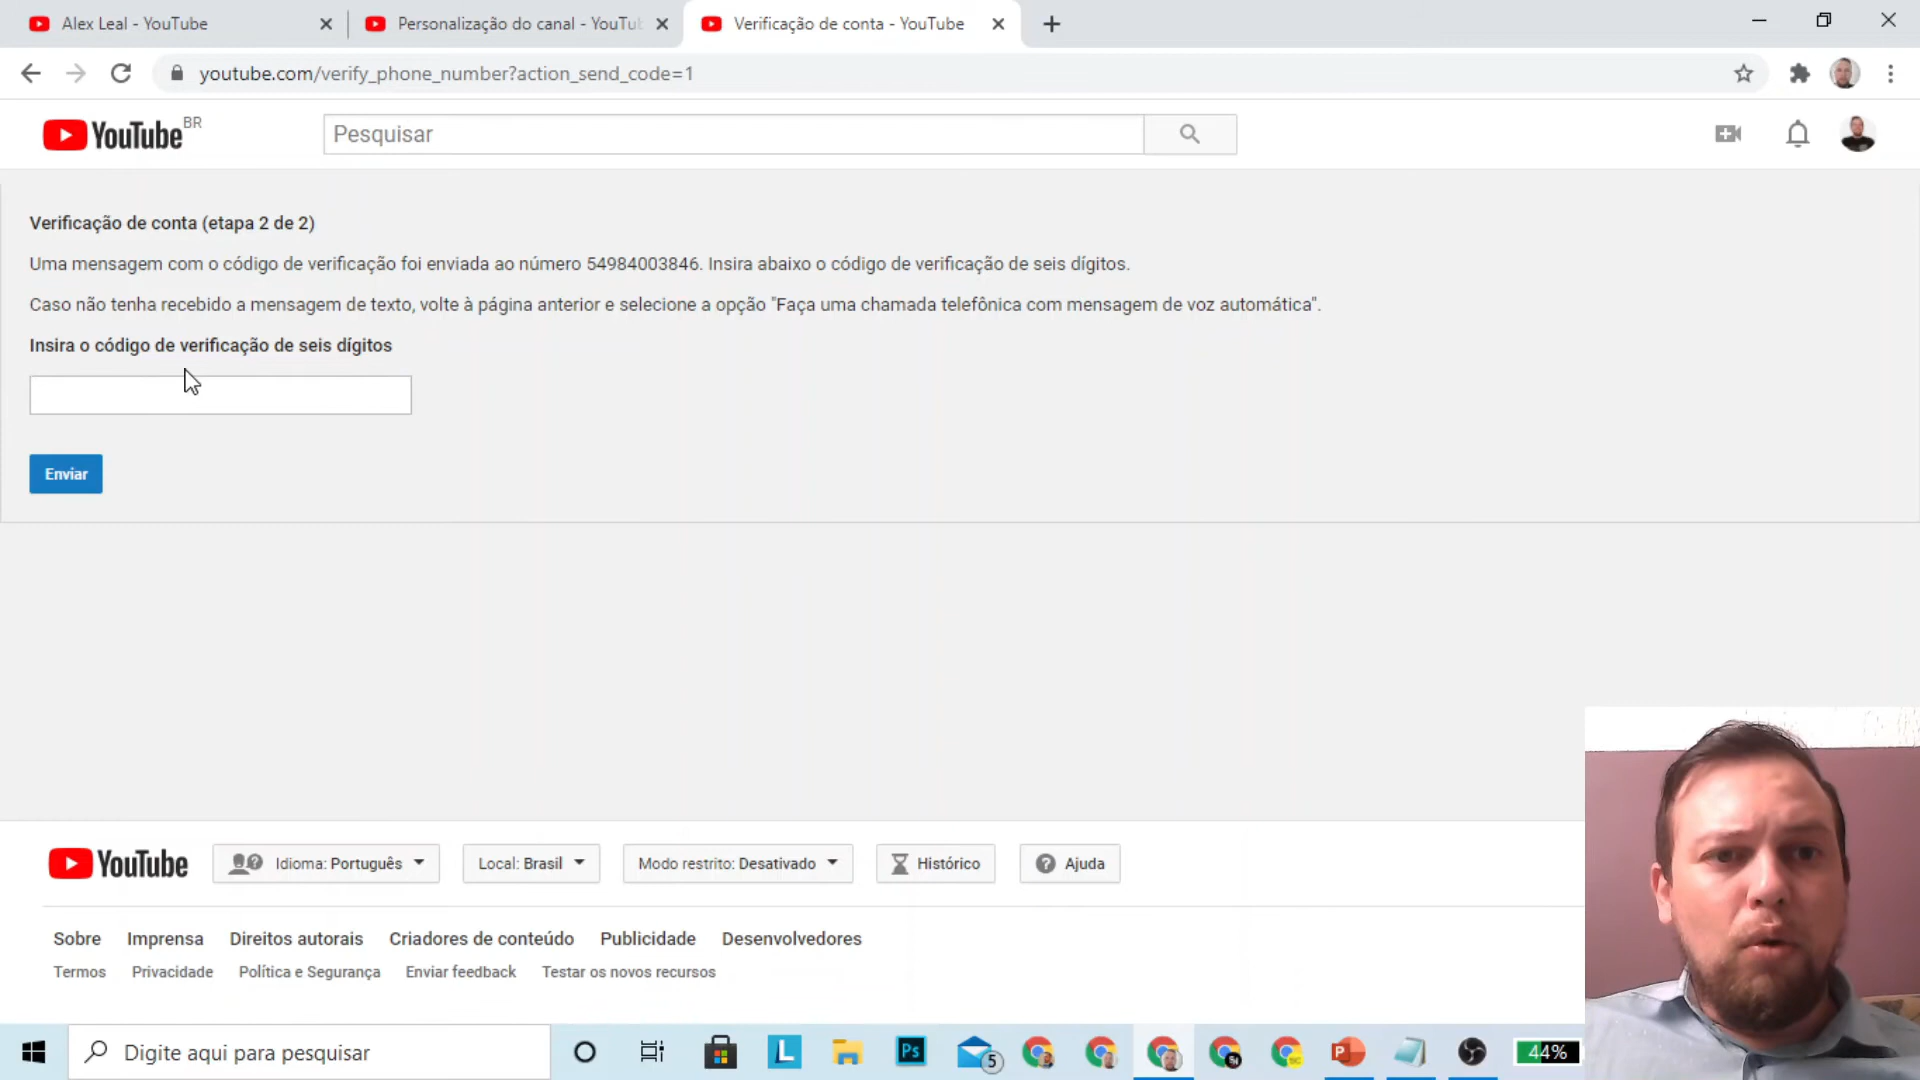 Alex Leal - YouTube
Personalização do canal - YouTu
Verificação de conta - YouTube
youtube.com/verify_phone_number?action_send_code=1
YouTube BR
Pesquisar
Verificação de conta (etapa 2 de 2)
Uma mensagem com o código de verificação foi enviada ao número 54984003846. Insira abaixo o código de verificação de seis dígitos.
Caso não tenha recebido a mensagem de texto, volte à página anterior e selecione a opção "Faça uma chamada telefônica com mensagem de voz automática".
Insira o código de verificação de seis dígitos
Enviar
YouTube
Idioma: Português
Local: Brasil
Modo restrito: Desativado
Histórico
Ajuda
Sobre Imprensa Direitos autorais Criadores de conteúdo Publicidade Desenvolvedores
Termos Privacidade Política e Segurança Enviar feedback Testar os novos recursos
Digite aqui para pesquisar
L
Ps
5
P
44%